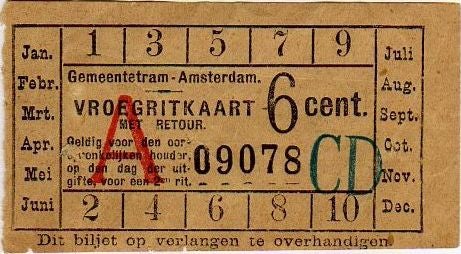 1 3 5 7 9
Jan.
Febr.
Mrt.
Apr.
Mei
Juni
Gemeentetram-Amsterdam.
VROEGRITKAART 6 cent.
MET RETOUR.
Geldig voor den oor-
spronkelijken houder,
op den dag der uit-
gifte, voor een 2en rit.
09078
A
CD
Juli
Aug.
Sept.
Oct.
Nov.
Dec.
2 4 6 8 10
Dit biljet op verlangen te overhandigen.